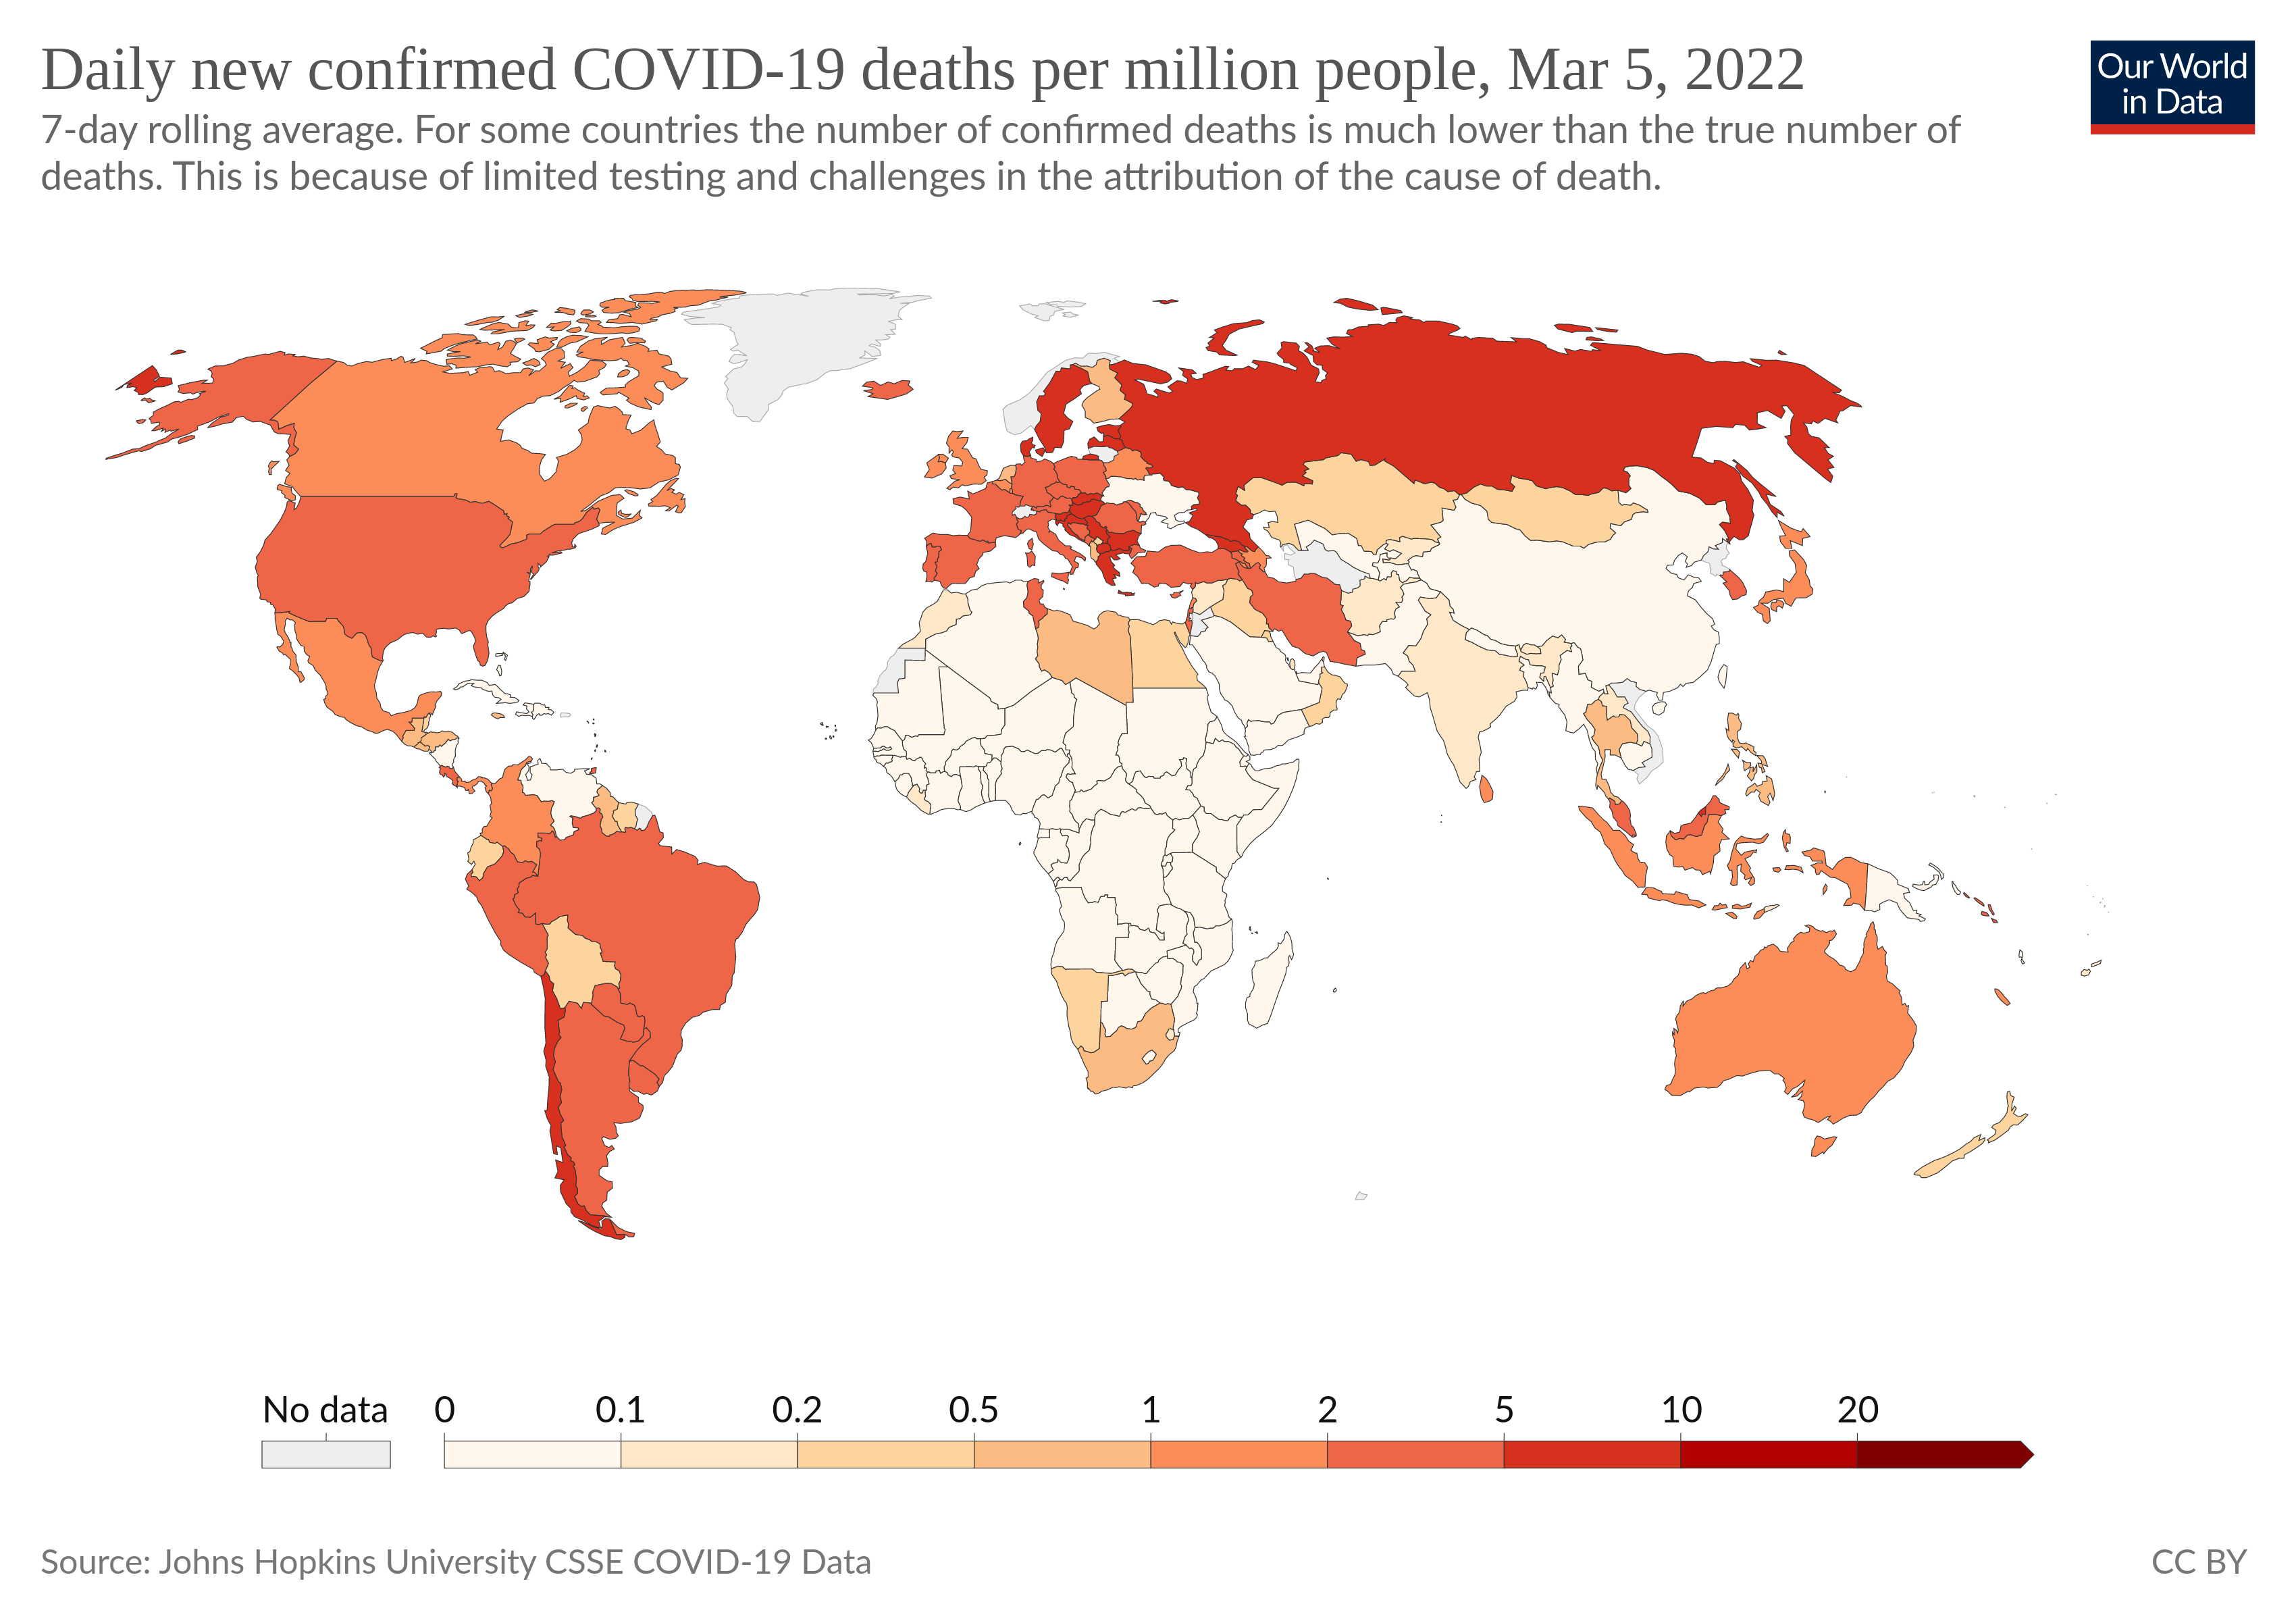 Daily new confirmed COVID-19 deaths per million people, Mar 5, 2022
7-day rolling average. For some countries the number of confirmed deaths is much lower than the true number of
deaths. This is because of limited testing and challenges in the attribution of the cause of death.
Our World
in Data
No data 0 0.1 0.2 0.5 1 2 5 10 20
Source: Johns Hopkins University CSSE COVID-19 Data
CC BY